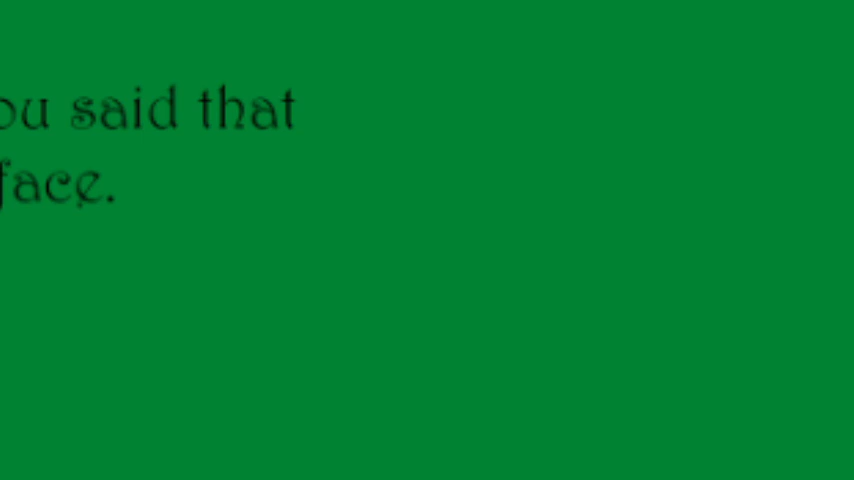 ou said that
face.